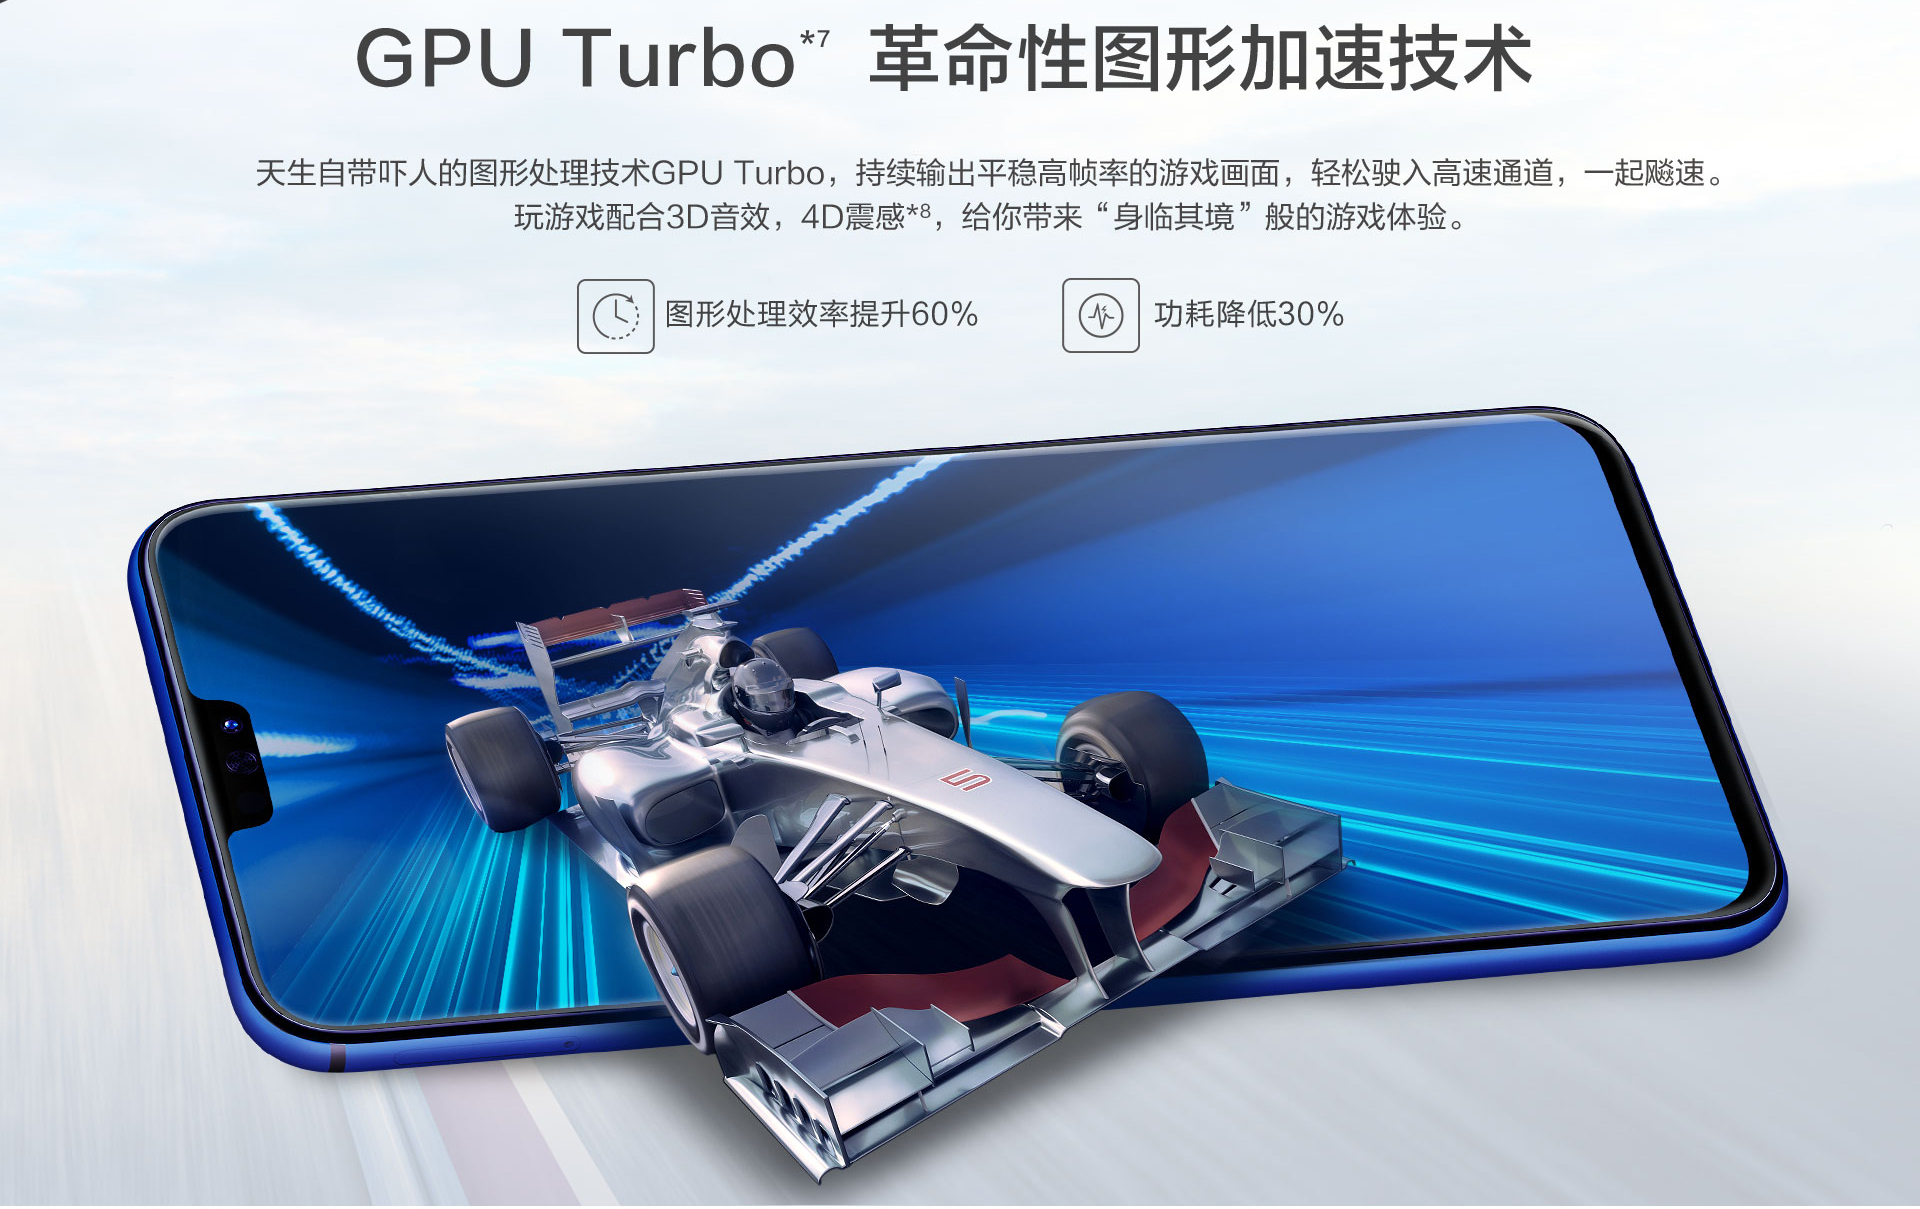 GPU Turbo*7 革命性图形加速技术
天生自带吓人的图形处理技术GPU Turbo，持续输出平稳高帧率的游戏画面，轻松驶入高速通道，一起飚速。
玩游戏配合3D音效，4D震感*8，给你带来“身临其境”般的游戏体验。
图形处理效率提升60%
功耗降低30%
5